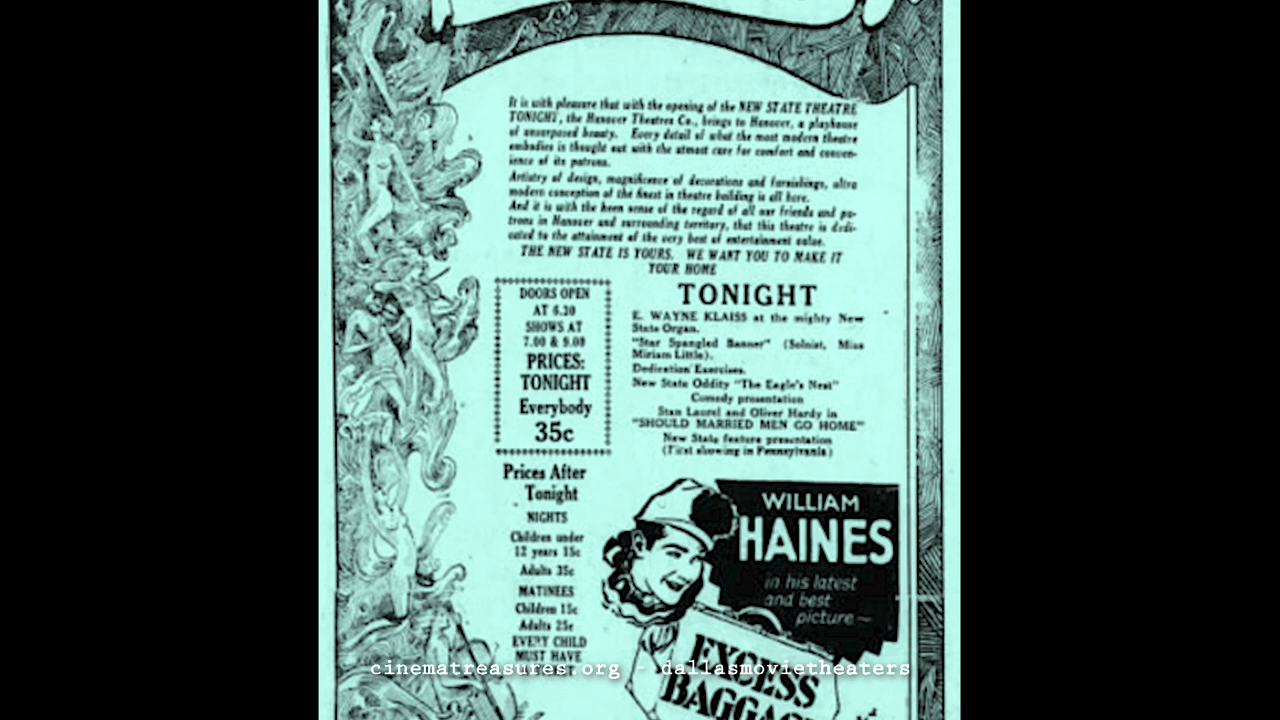 It is with pleasure that with the opening of the NEW STATE THEATRE
TONIGHT, the Hanover Theatres Co., brings to Hanover, a playhouse
of unsurpased beauty. Every detail of what the most modern theatre
embodies is thought out with the utmost care for comfort and conven-
ience of its patrons.
Artistry of design, magnificence of decorations and furnishings, ultra
modern conception of the finest in theatre building is all here.
And it is with the keen sense of the regard of all our friends and pa-
trons in Hanover and surrounding territory, that this theatre is dedi-
cated to the attainment of the very best of entertainment value.
THE NEW STATE IS YOURS. WE WANT YOU TO MAKE IT
YOUR HOME
DOORS OPEN
AT 6.30
SHOWS AT
7.00 & 9.00
PRICES:
TONIGHT
Everybody
35c
Prices After
Tonight
NIGHTS
Children under
12 years 15c
Adults 35c
MATINEES
Children 15c
Adults 25c
EVERY CHILD
MUST HAVE
TONIGHT
E. WAYNE KLAISS at the mighty New
State Organ.
"Star Spangled Banner" (Soloist, Miss
Miriam Little).
Dedication Exercises.
New State Oddity "The Eagle's Nest"
Comedy presentation
Stan Laurel and Oliver Hardy in
"SHOULD MARRIED MEN GO HOME"
New State feature presentation
(First showing in Pennsylvania)
WILLIAM
HAINES
in his latest
and best
picture—
EXCESS
BAGGAGE
cinematreasures.org - dallasmovietheaters